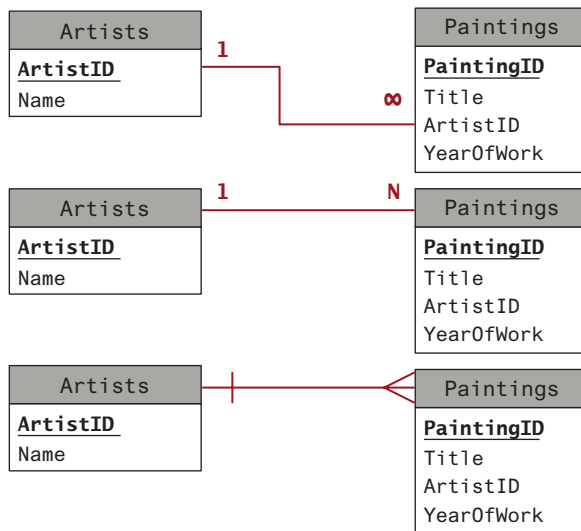 Artists
ArtistID
Name
1
∞
Paintings
PaintingID
Title
ArtistID
YearOfWork
Artists
ArtistID
Name
1
N
Paintings
PaintingID
Title
ArtistID
YearOfWork
Artists
ArtistID
Name
Paintings
PaintingID
Title
ArtistID
YearOfWork